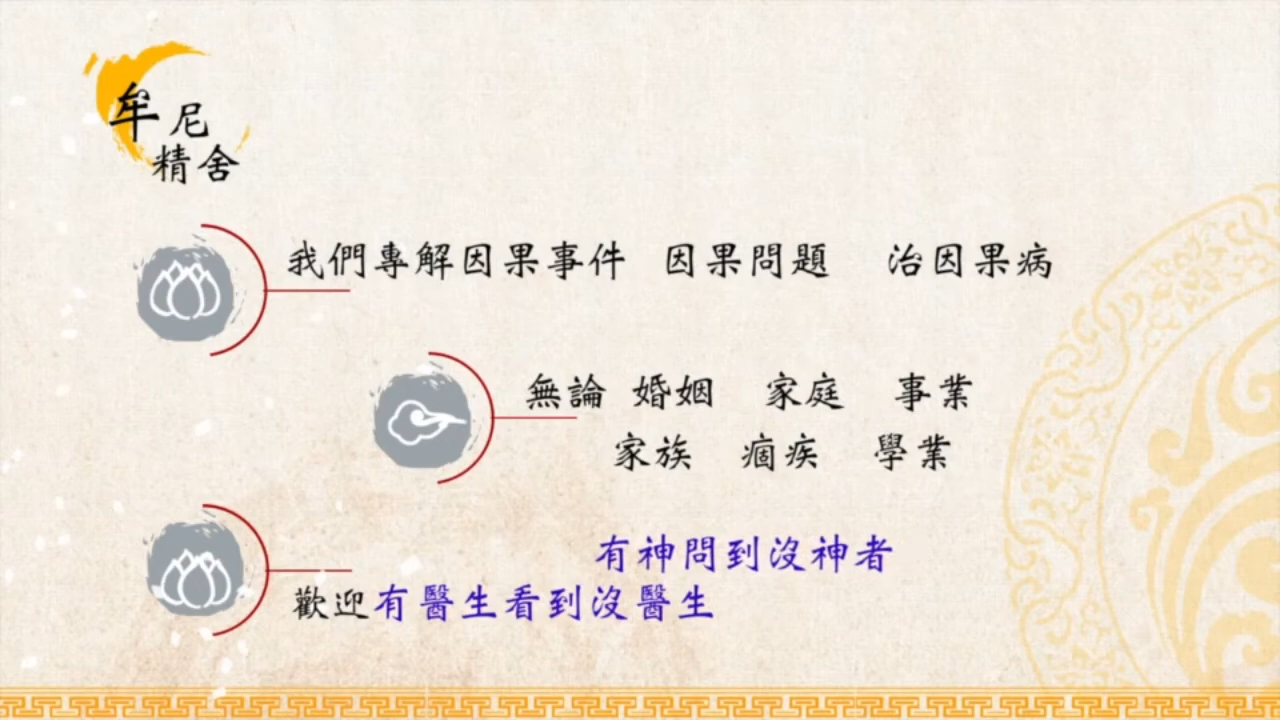 牟尼
精舍
我們專解因果事件 因果問題 治因果病
無論 婚姻 家庭 事業
家族 痼疾 學業
有神問到沒神者
歡迎有醫生看到沒醫生